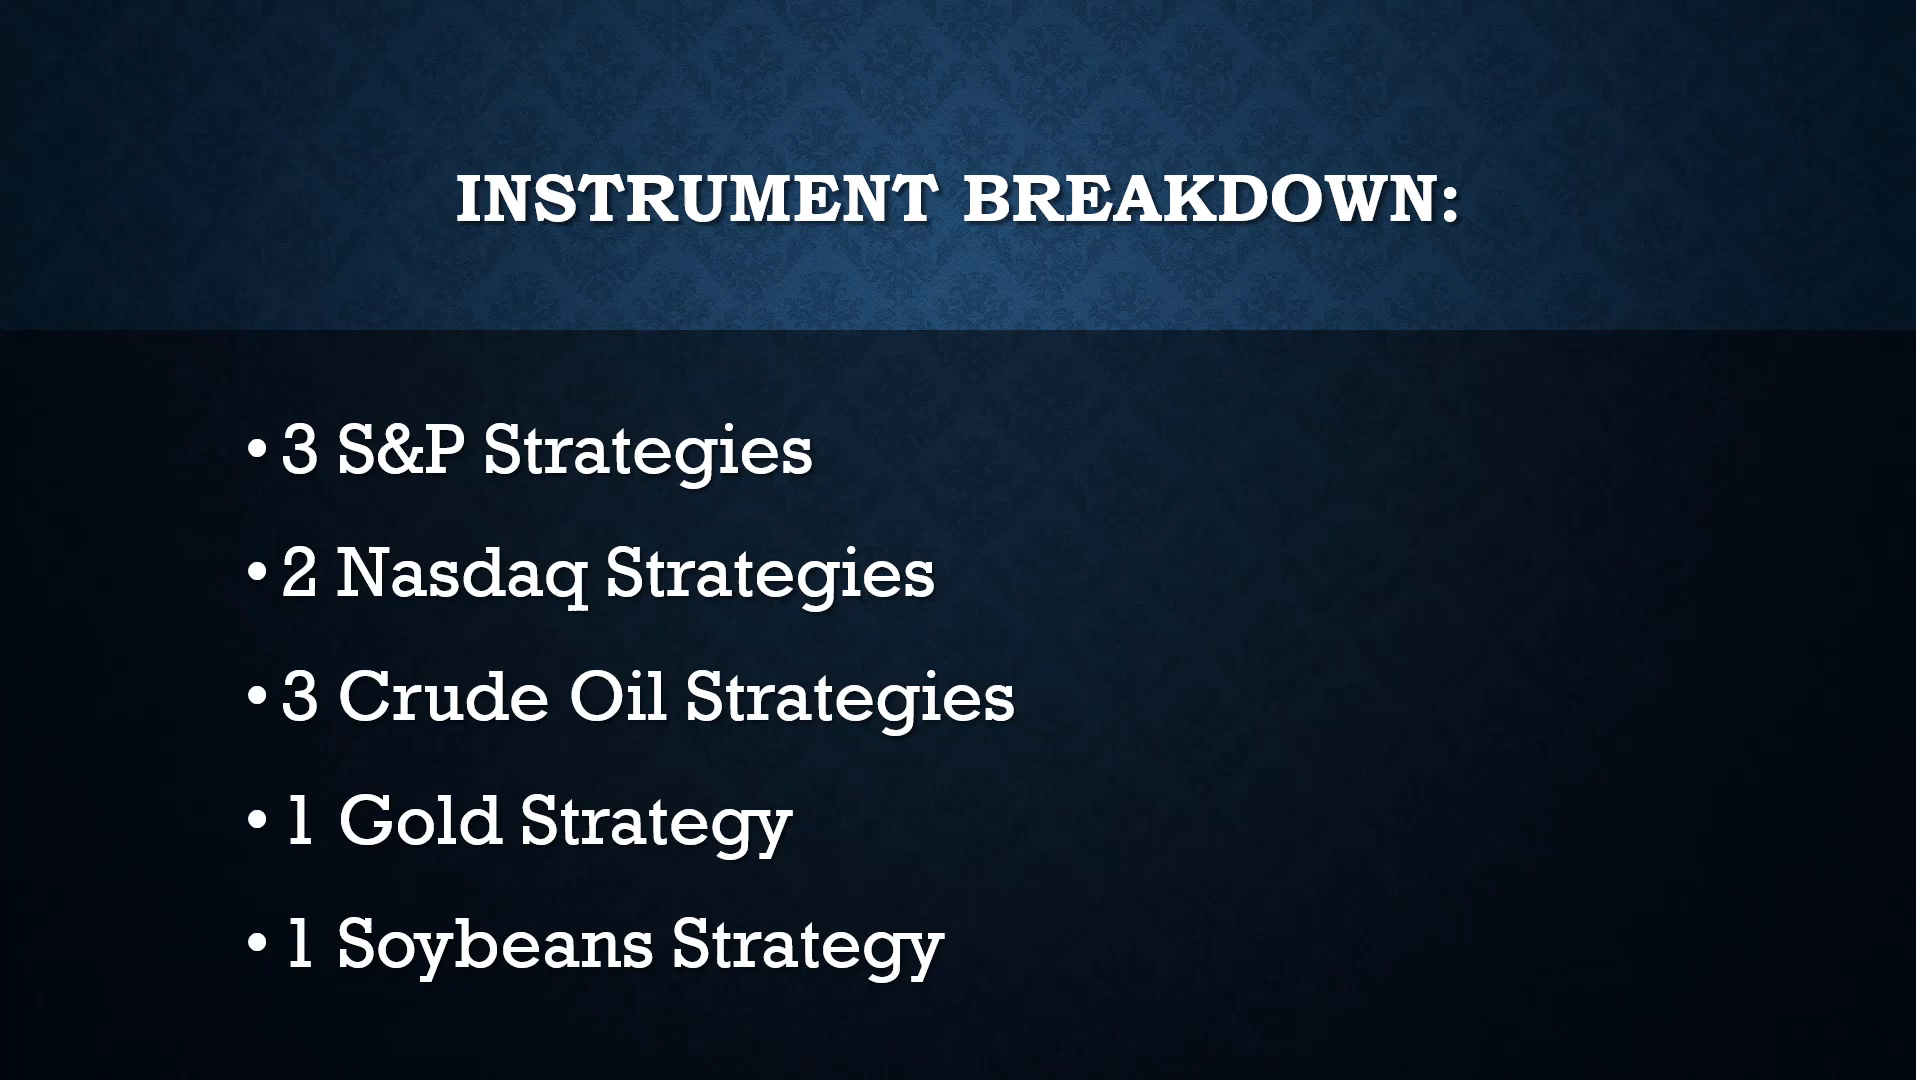 INSTRUMENT BREAKDOWN:
• 3 S&P Strategies
• 2 Nasdaq Strategies
• 3 Crude Oil Strategies
• 1 Gold Strategy
• 1 Soybeans Strategy